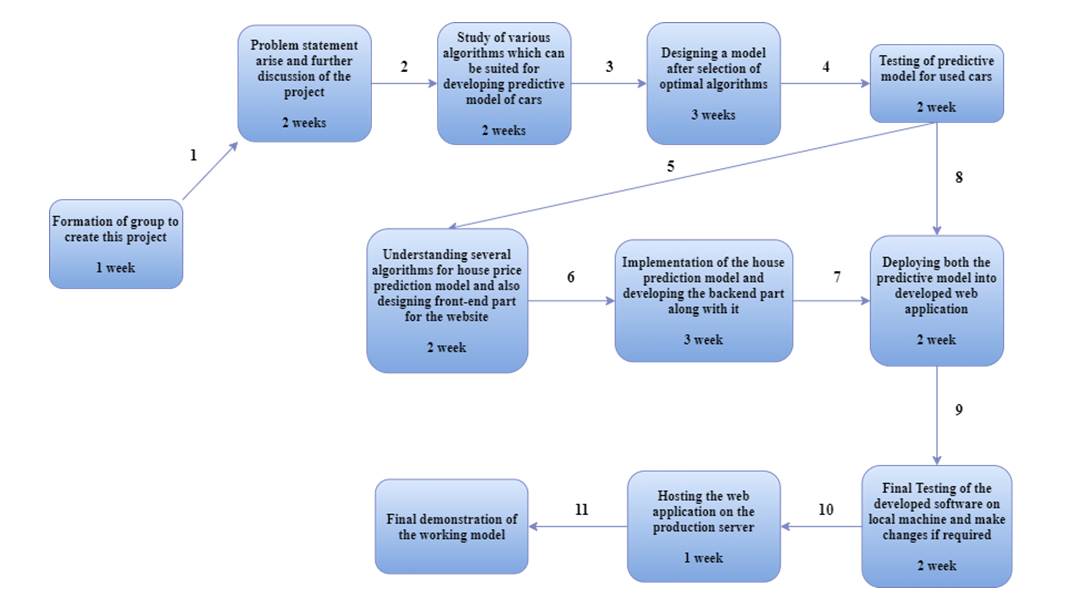 1
Formation of group to
create this project
1 week
Problem statement
arise and further
discussion of the
project
2 weeks
2
Study of various
algorithms which can
be suited for
developing predictive
model of cars
2 weeks
3
Designing a model
after selection of
optimal algorithms
3 weeks
4
Testing of predictive
model for used cars
2 week
5
8
Understanding several
algorithms for house price
prediction model and also
designing front-end part
for the website
2 week
6
Implementation of the house
prediction model and
developing the backend part
along with it
3 week
7
Deploying both the
predictive model into
developed web
application
2 week
9
Final Testing of the
developed software on
local machine and make
changes if required
2 week
10
Hosting the web
application on the
production server
1 week
11
Final demonstration of
the working model